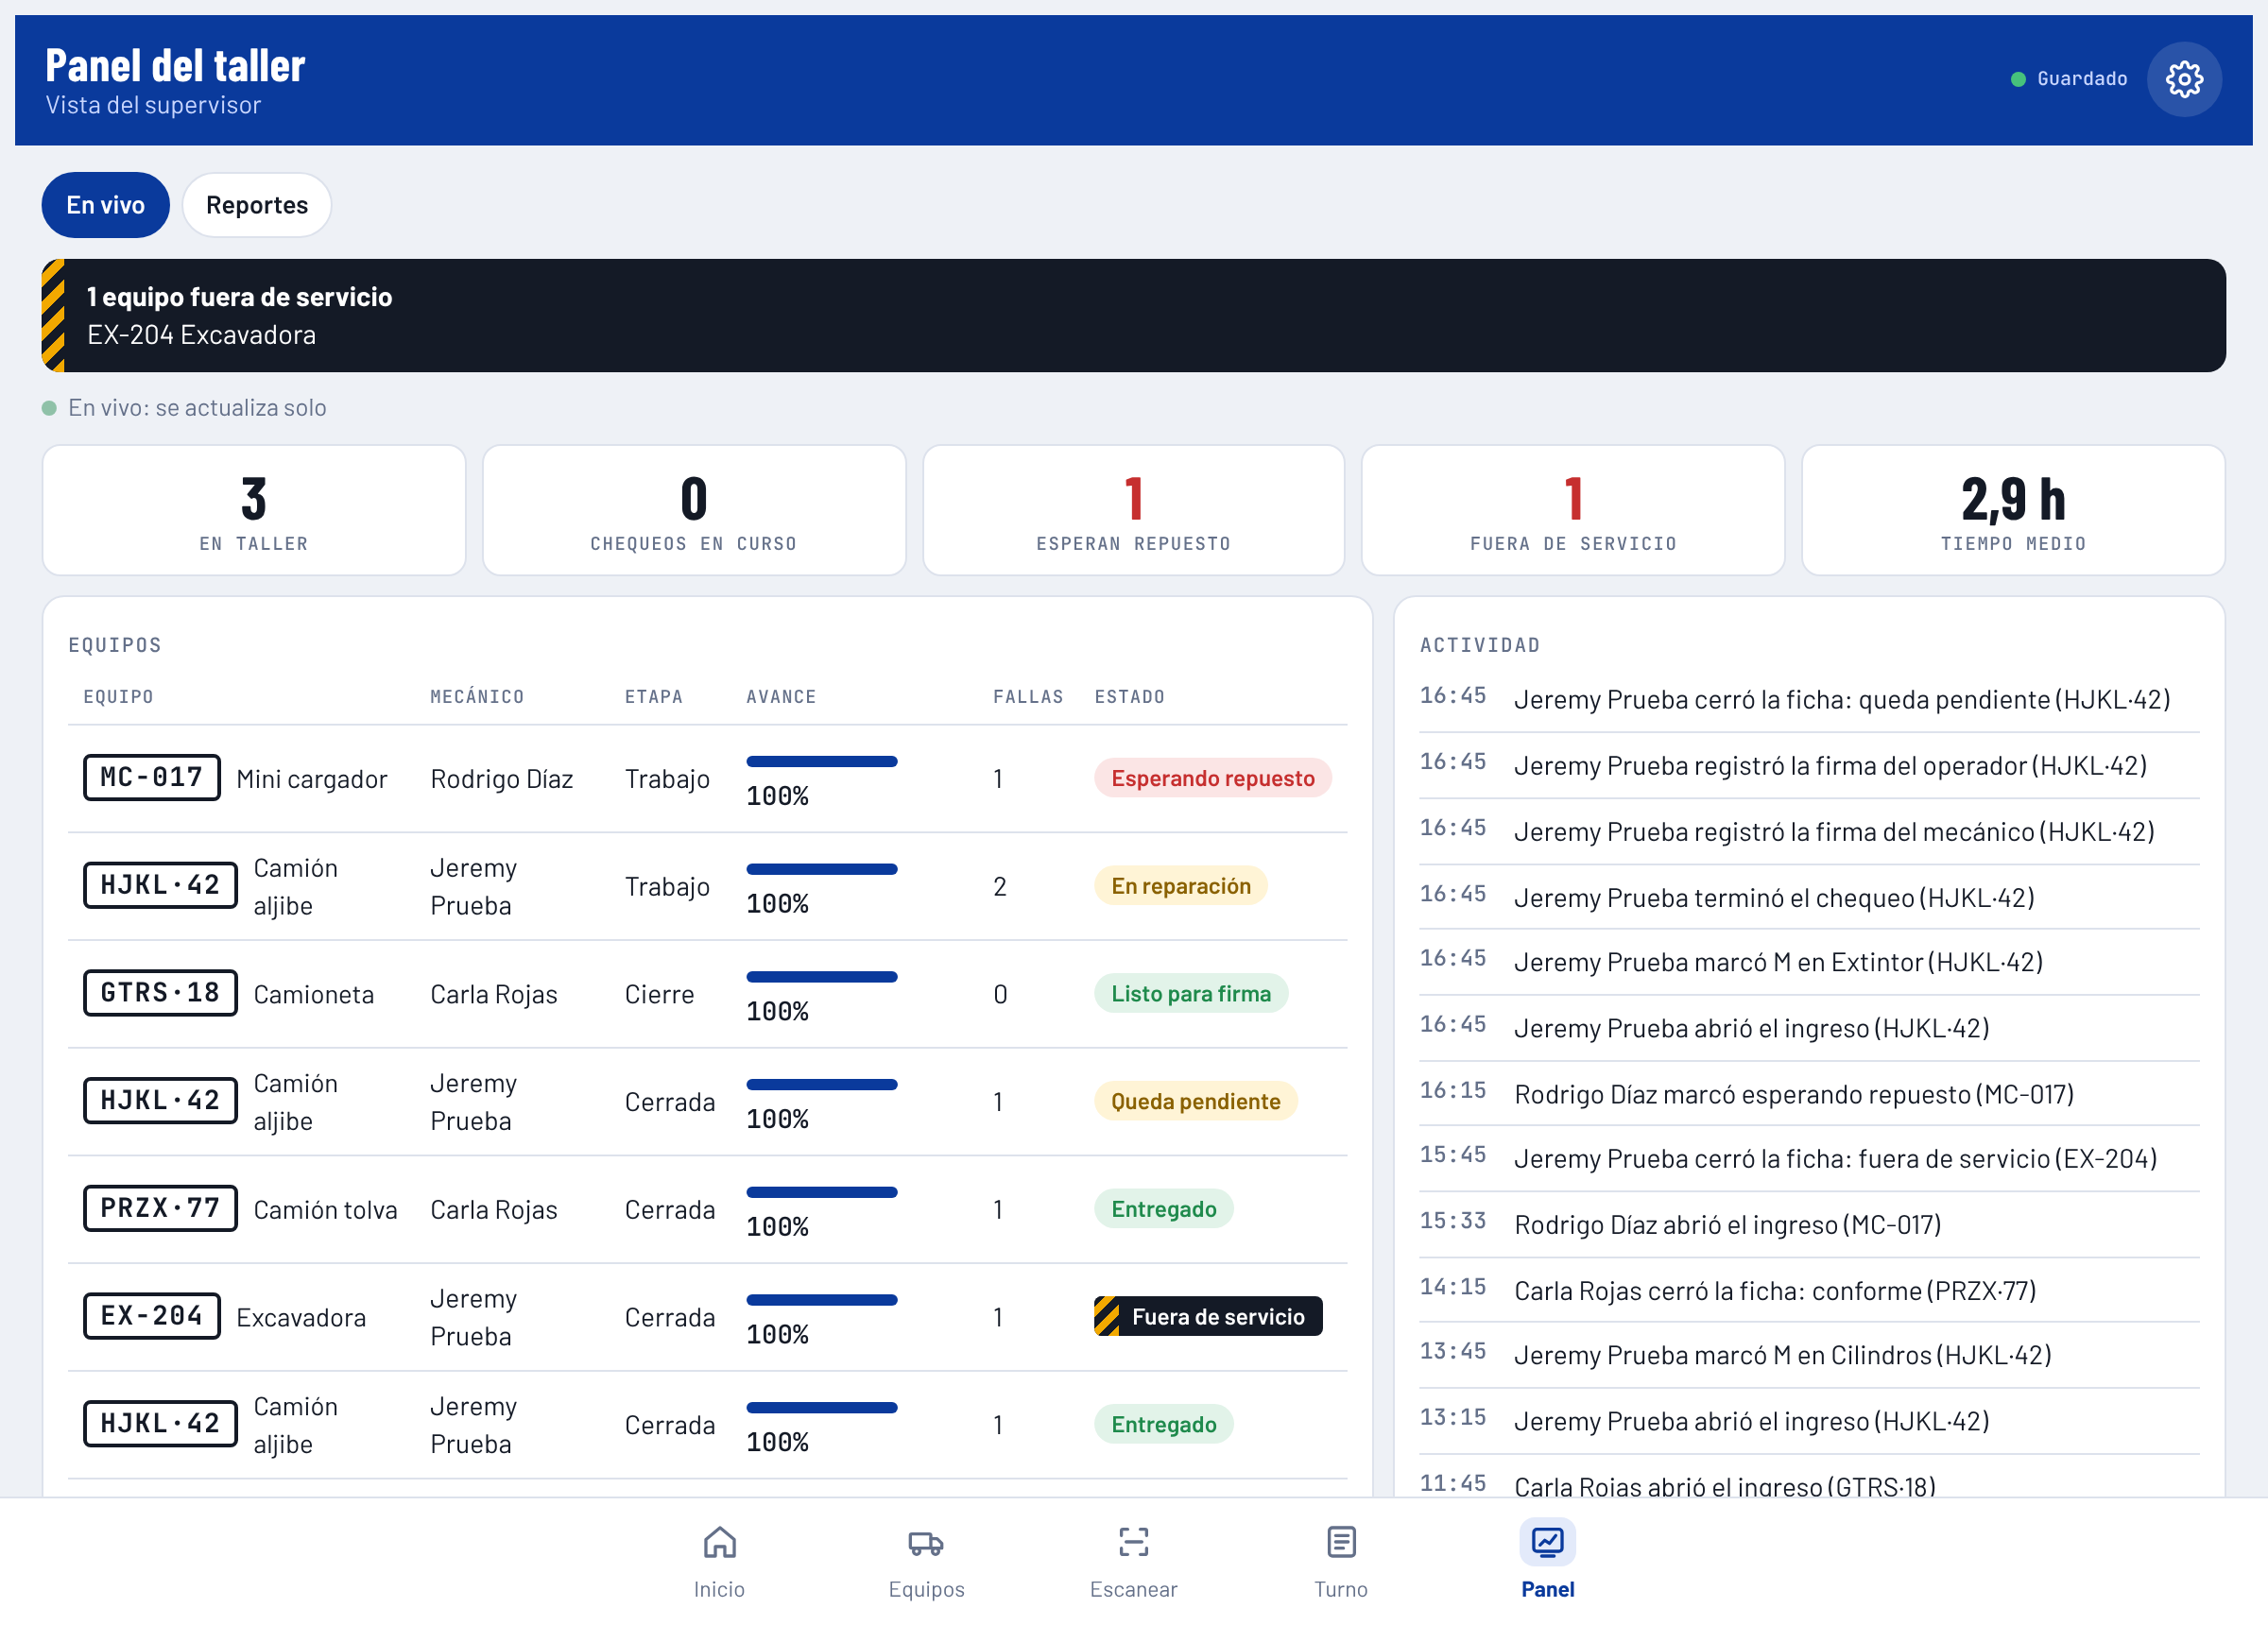 Panel del taller
Vista del supervisor
Guardado
En vivo
Reportes
1 equipo fuera de servicio
EX-204 Excavadora
En vivo: se actualiza solo
3
EN TALLER
0
CHEQUEOS EN CURSO
1
ESPERAN REPUESTO
1
FUERA DE SERVICIO
2,9 h
TIEMPO MEDIO
EQUIPOS
EQUIPO MECÁNICO ETAPA AVANCE FALLAS ESTADO
MC-017 Mini cargador Rodrigo Díaz Trabajo 100% 1 Esperando repuesto
HJKL·42 Camión aljibe Jeremy Prueba Trabajo 100% 2 En reparación
GTRS·18 Camioneta Carla Rojas Cierre 100% 0 Listo para firma
HJKL·42 Camión aljibe Jeremy Prueba Cerrada 100% 1 Queda pendiente
PRZX·77 Camión tolva Carla Rojas Cerrada 100% 1 Entregado
EX-204 Excavadora Jeremy Prueba Cerrada 100% 1 Fuera de servicio
HJKL·42 Camión aljibe Jeremy Prueba Cerrada 100% 1 Entregado
ACTIVIDAD
16:45 Jeremy Prueba cerró la ficha: queda pendiente (HJKL·42)
16:45 Jeremy Prueba registró la firma del operador (HJKL·42)
16:45 Jeremy Prueba registró la firma del mecánico (HJKL·42)
16:45 Jeremy Prueba terminó el chequeo (HJKL·42)
16:45 Jeremy Prueba marcó M en Extintor (HJKL·42)
16:45 Jeremy Prueba abrió el ingreso (HJKL·42)
16:15 Rodrigo Díaz marcó esperando repuesto (MC-017)
15:45 Jeremy Prueba cerró la ficha: fuera de servicio (EX-204)
15:33 Rodrigo Díaz abrió el ingreso (MC-017)
14:15 Carla Rojas cerró la ficha: conforme (PRZX·77)
13:45 Jeremy Prueba marcó M en Cilindros (HJKL·42)
13:15 Jeremy Prueba abrió el ingreso (HJKL·42)
11:45 Carla Rojas abrió el ingreso (GTRS·18)
Inicio
Equipos
Escanear
Turno
Panel